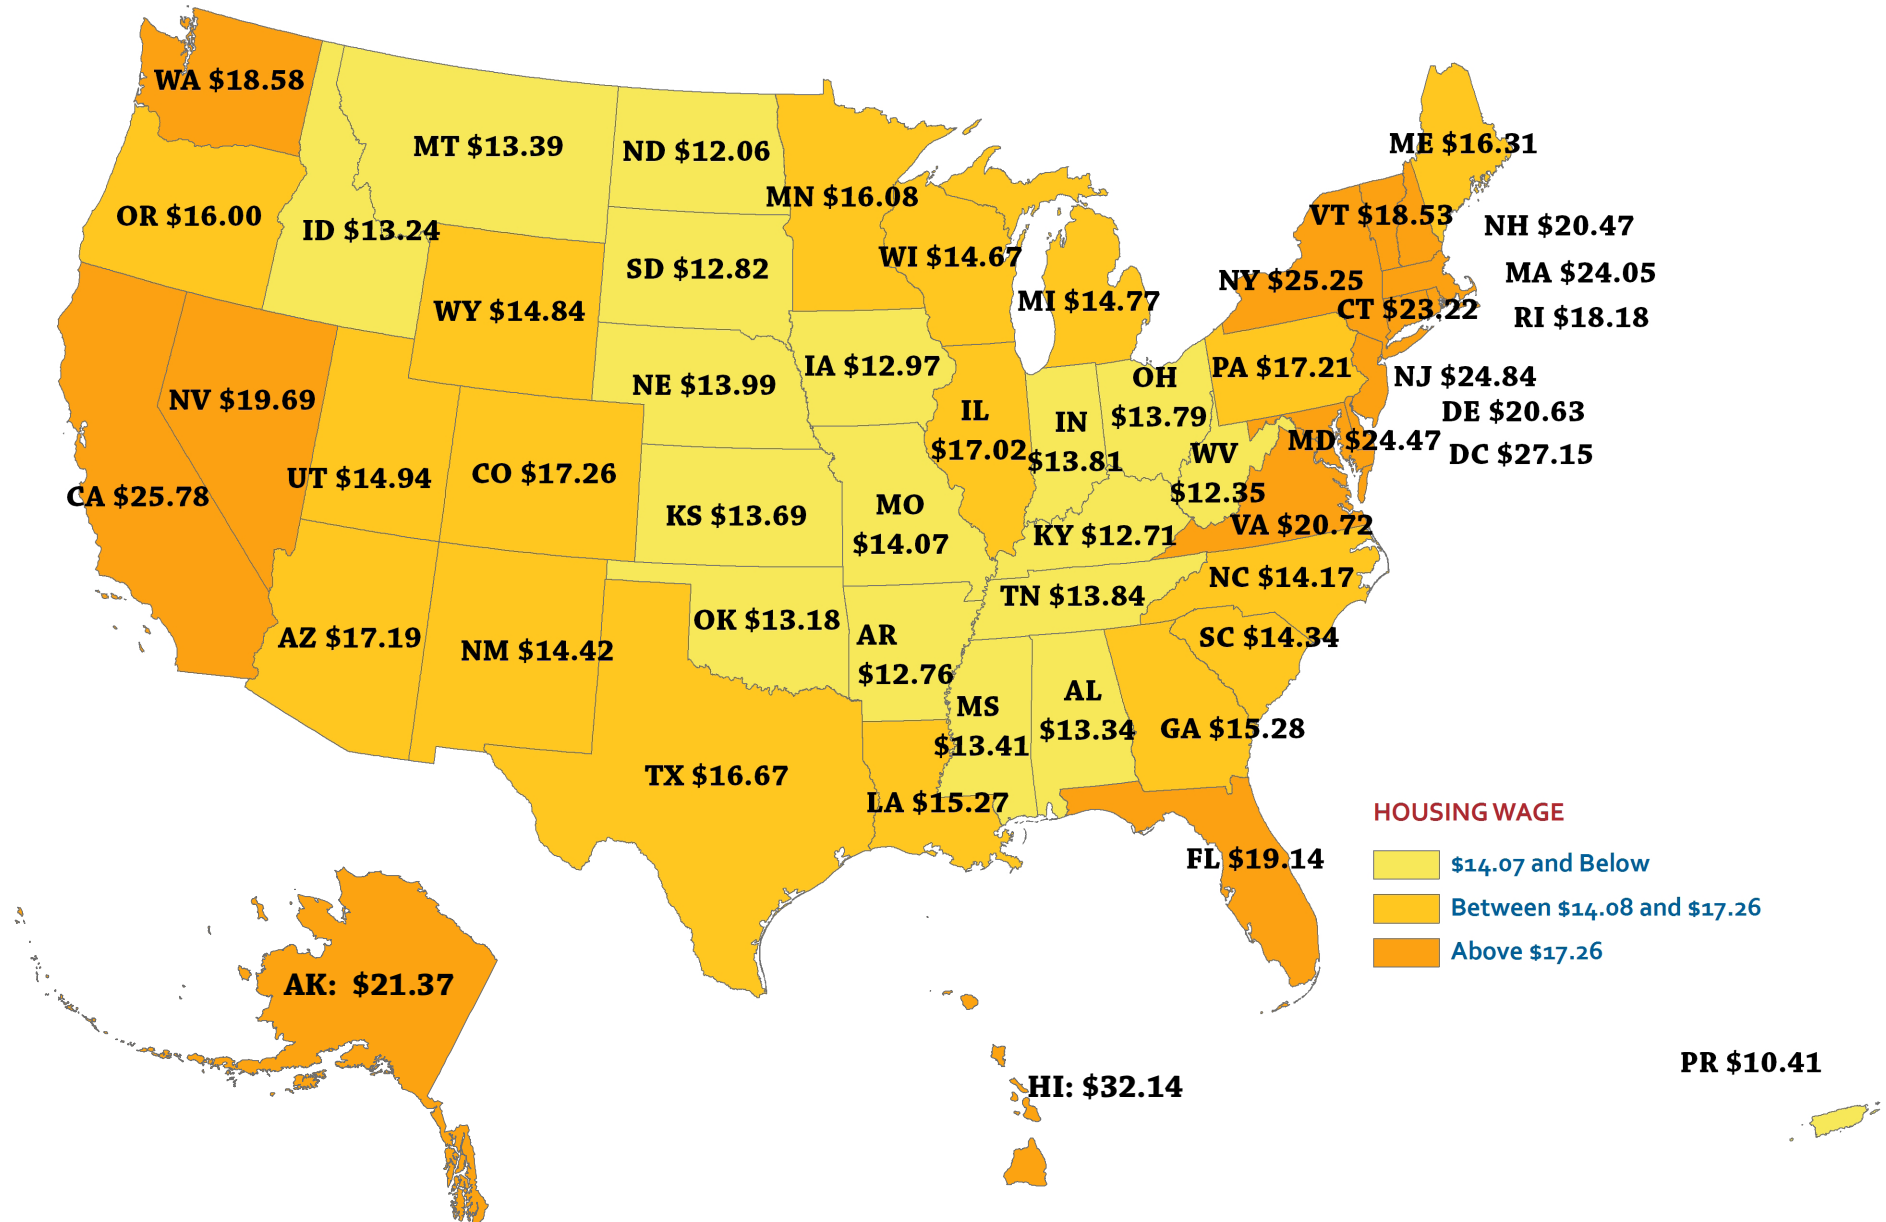 WA $18.58
MT $13.39
ND $12.06
ME $16.31
MN $16.08
OR $16.00
ID $13.24
VT $18.53
NH $20.47
WI $14.67
SD $12.82
MA $24.05
NY $25.25
MI $14.77
WY $14.84
CT $23.22
RI $18.18
IA $12.97
PA $17.21
NE $13.99
OH
$13.79
NJ $24.84
NV $19.69
IL
$17.02
IN
$13.81
DE $20.63
MD $24.47
DC $27.15
WV
$12.35
UT $14.94
CO $17.26
CA $25.78
KS $13.69
MO
$14.07
KY $12.71
VA $20.72
NC $14.17
TN $13.84
OK $13.18
AR
$12.76
AZ $17.19
NM $14.42
SC $14.34
MS
$13.41
AL
$13.34
GA $15.28
TX $16.67
LA $15.27
FL $19.14
HOUSING WAGE
$14.07 and Below
Between $14.08 and $17.26
Above $17.26
AK: $21.37
HI: $32.14
PR $10.41